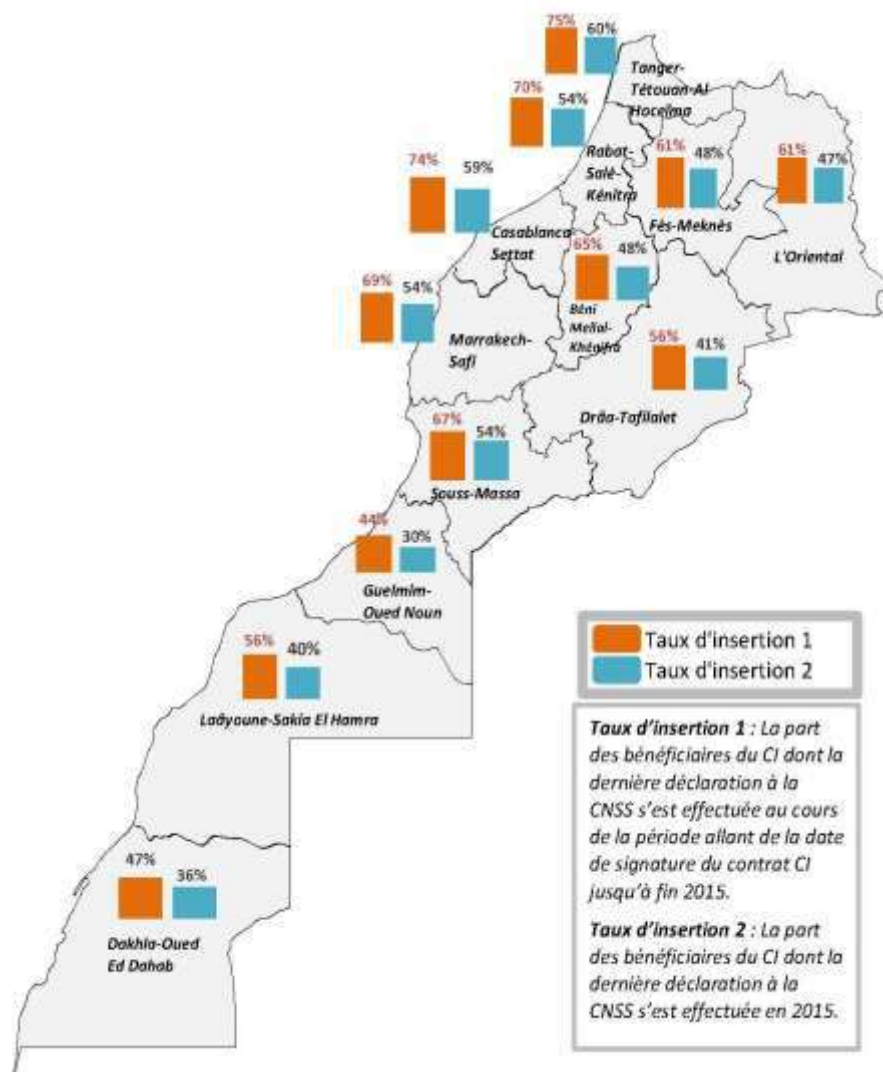 75%
60%
Tanger-
Tétouan-Al
Hoceïma
70%
54%
Rabat-
Salé-
Kénitra
61%
48%
Fès-Meknès
61%
47%
L'Oriental
74%
59%
Casablanca-
Settat
65%
48%
Béni
Mellal-
Khénifra
69%
54%
Marrakech-
Safi
56%
41%
Drâa-Tafilalet
67%
54%
Souss-Massa
44%
30%
Guelmim-
Oued Noun
56%
40%
Laâyoune-Sakia El Hamra
47%
36%
Dakhla-Oued
Ed Dahab
Taux d'insertion 1
Taux d'insertion 2
Taux d’insertion 1 : La part
des bénéficiaires du CI dont la
dernière déclaration à la
CNSS s’est effectuée au cours
de la période allant de la date
de signature du contrat CI
jusqu’à fin 2015.
Taux d’insertion 2 : La part
des bénéficiaires du CI dont la
dernière déclaration à la
CNSS s’est effectuée en 2015.